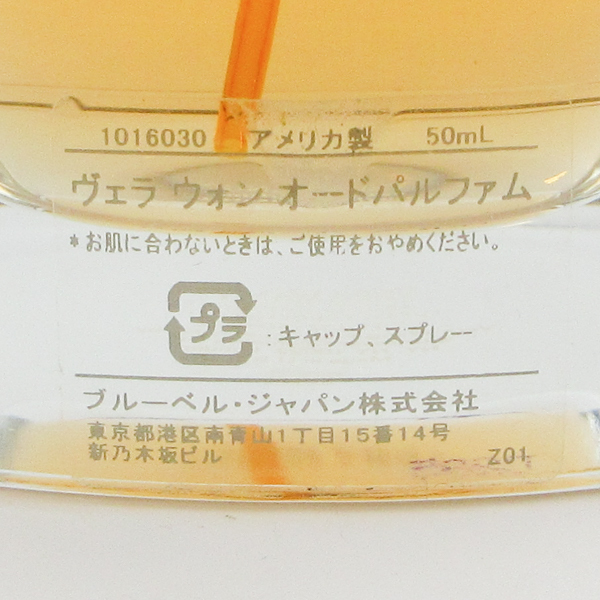 1016030 アメリカ製 50mL
ヴェラ ウォン オードパルファム
*お肌に合わないときは、ご使用をおやめください。
プラ :キャップ、スプレー
ブルーベル・ジャパン株式会社
東京都港区南青山1丁目15番14号
新乃木坂ビル Z01